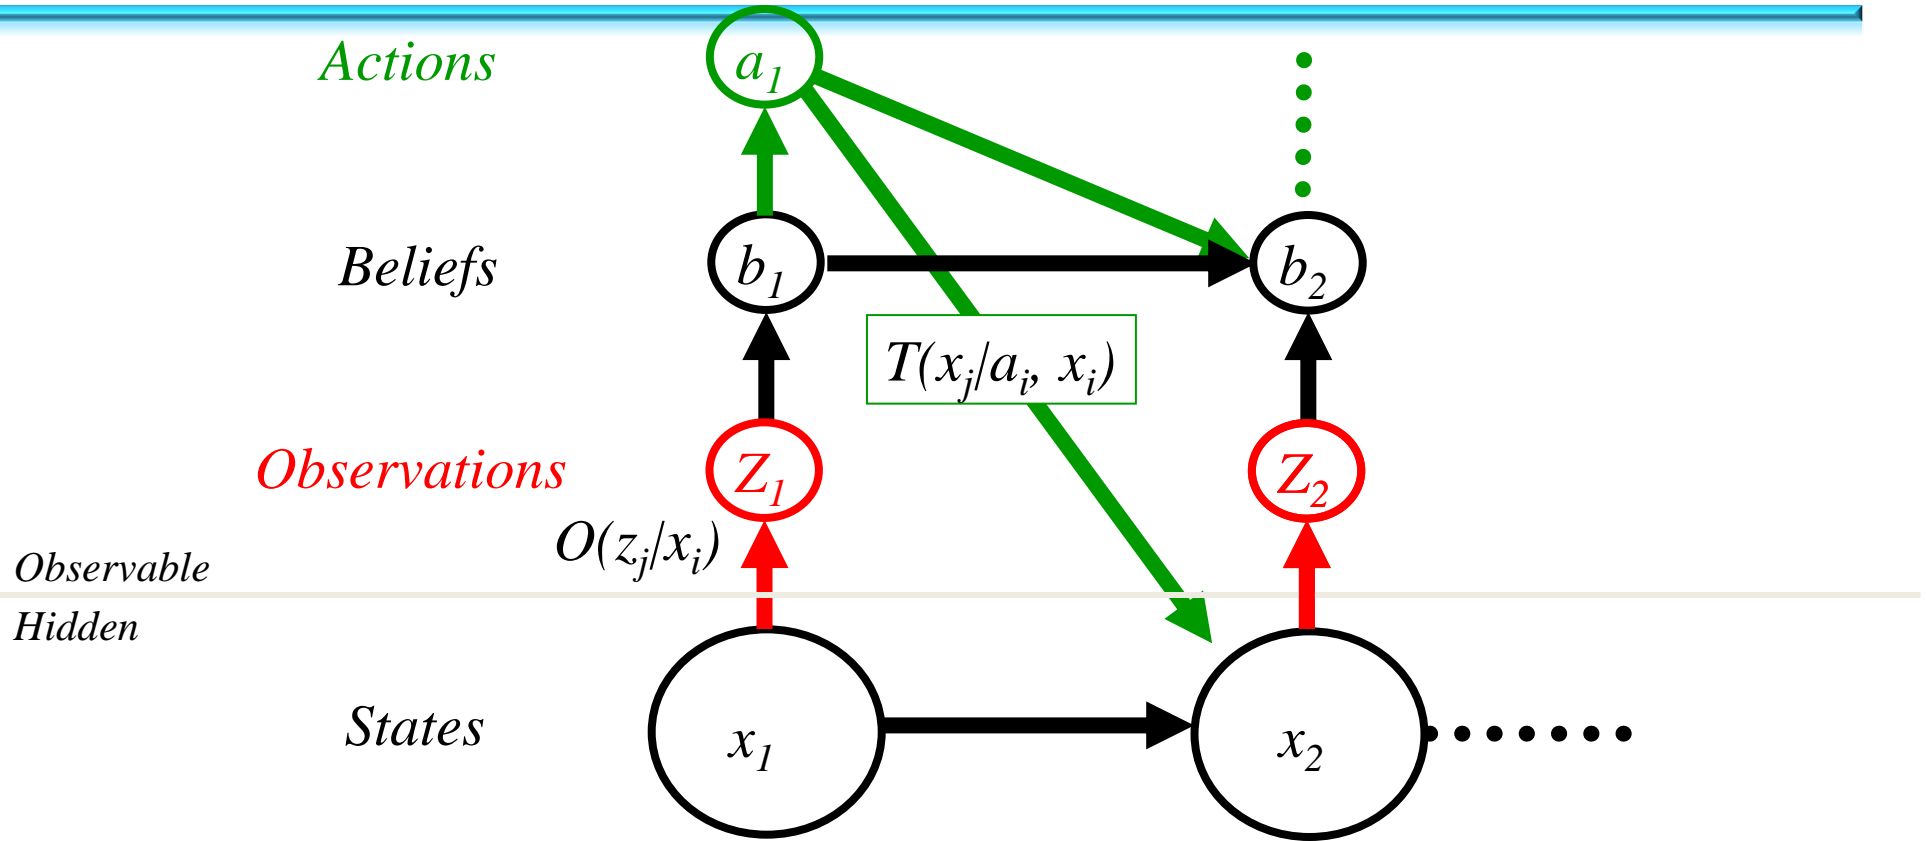 Actions a₁
Beliefs b₁ b₂
T(xⱼ/aᵢ, xᵢ)
Observations Z₁ Z₂
O(zⱼ/xᵢ)
Observable
Hidden
States x₁ x₂